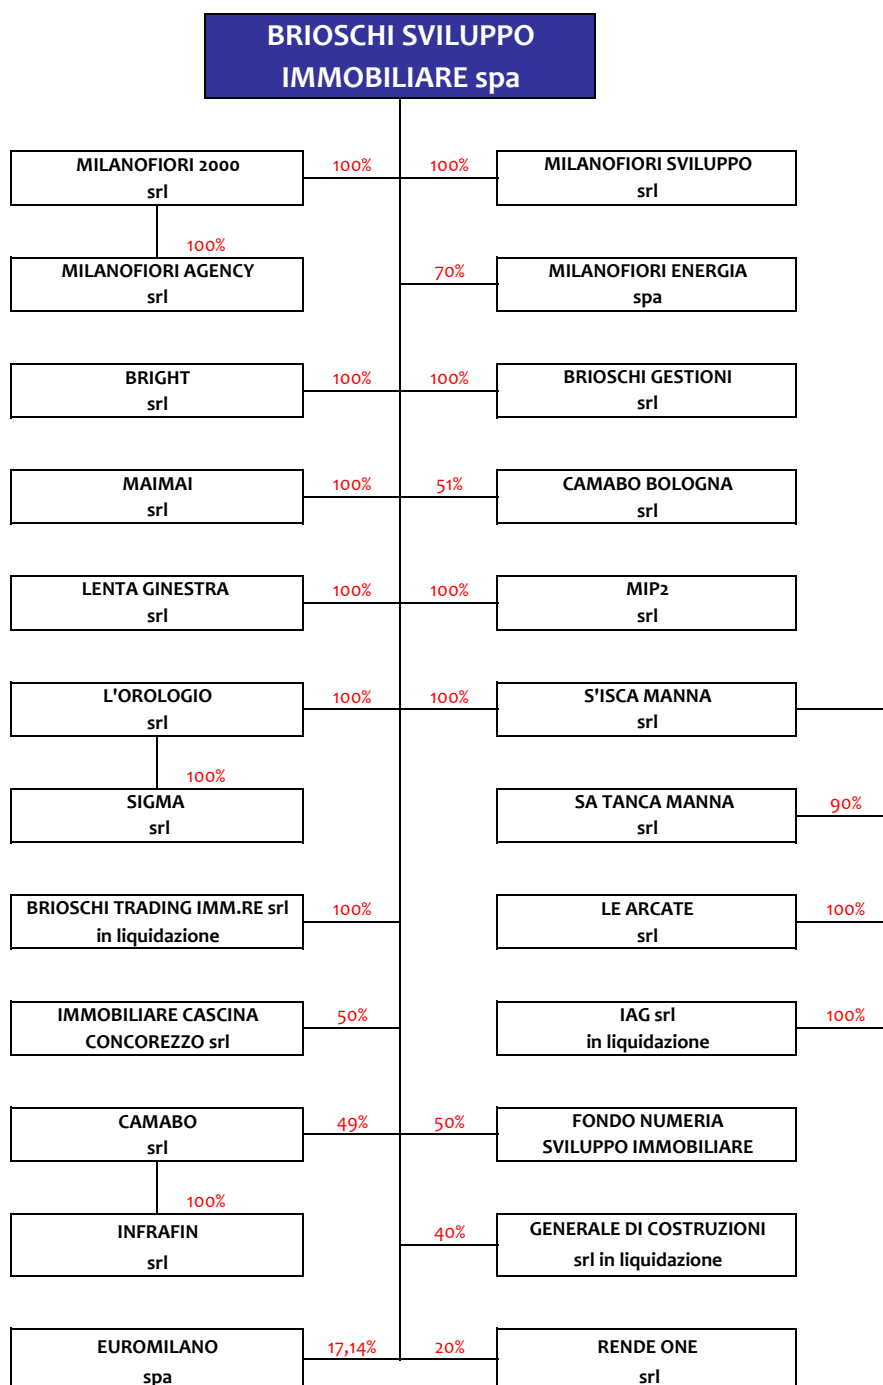 BRIOSCHI SVILUPPO
IMMOBILIARE spa
MILANOFIORI 2000
srl
100%
100%
MILANOFIORI SVILUPPO
srl
100%
MILANOFIORI AGENCY
srl
70%
MILANOFIORI ENERGIA
spa
BRIGHT
srl
100%
100%
BRIOSCHI GESTIONI
srl
MAIMAI
srl
100%
51%
CAMABO BOLOGNA
srl
LENTA GINESTRA
srl
100%
100%
MIP2
srl
L'OROLOGIO
srl
100%
100%
S'ISCA MANNA
srl
100%
SIGMA
srl
SA TANCA MANNA
srl
90%
BRIOSCHI TRADING IMM.RE srl
in liquidazione
100%
LE ARCATE
srl
100%
IMMOBILIARE CASCINA
CONCOREZZO srl
50%
IAG srl
in liquidazione
100%
CAMABO
srl
49%
50%
FONDO NUMERIA
SVILUPPO IMMOBILIARE
100%
INFRAFIN
srl
40%
GENERALE DI COSTRUZIONI
srl in liquidazione
EUROMILANO
spa
17,14%
20%
RENDE ONE
srl